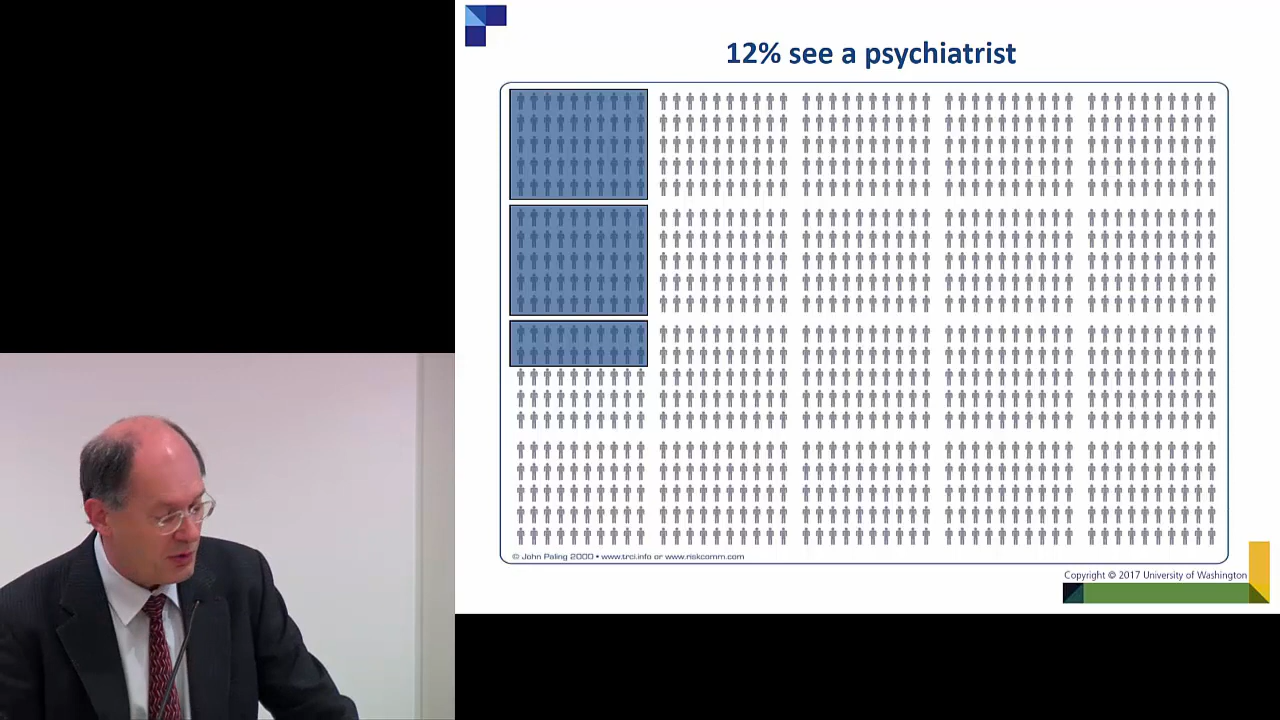 12% see a psychiatrist
© John Paling 2000 • www.trci.info or www.riskcomm.com
Copyright © 2017 University of Washington